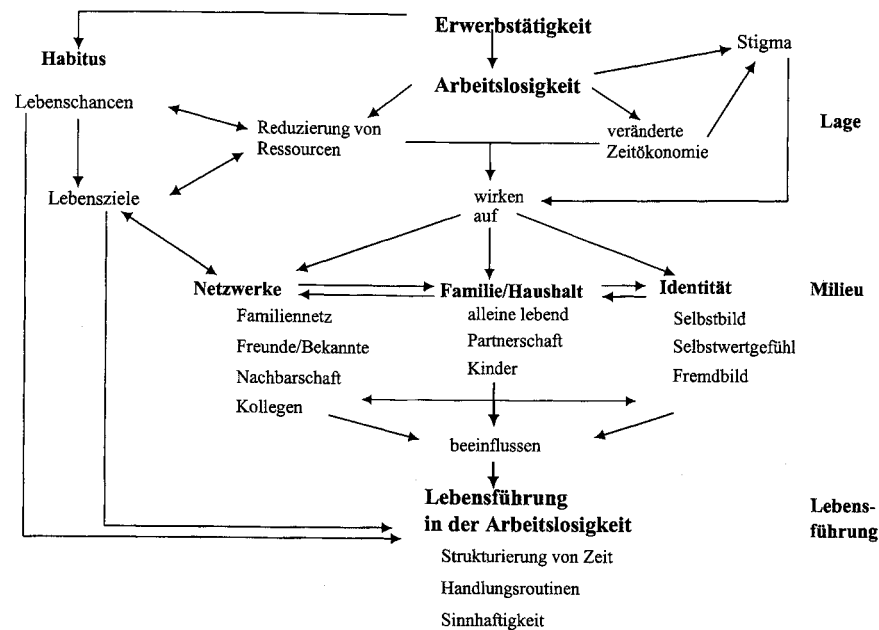 Erwerbstätigkeit
Stigma
Habitus
Arbeitslosigkeit
Lebenschancen
Lage
Reduzierung von
Ressourcen
veränderte
Zeitökonomie
Lebensziele
wirken
auf
Netzwerke
Familie/Haushalt
Identität
Milieu
Familiennetz
alleine lebend
Selbstbild
Freunde/Bekannte
Partnerschaft
Selbstwertgefühl
Nachbarschaft
Kinder
Fremdbild
Kollegen
beeinflussen
Lebensführung
in der Arbeitslosigkeit
Lebens-
führung
Strukturierung von Zeit
Handlungsroutinen
Sinnhaftigkeit